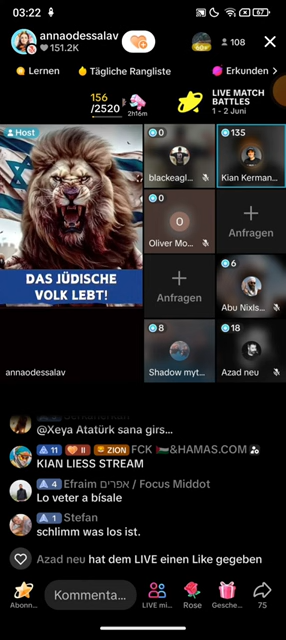 03:22
67
annaodessalav
151.2K
108
Lernen
Tägliche Rangliste
Erkunden >
156
/2520
2h16m
LIVE MATCH
BATTLES
1 - 2 Juni
Host
DAS JÜDISCHE
VOLK LEBT!
annaodessalav
0
blackeagl...
135
Kian Kerman...
0
O
Oliver Mo...
+
Anfragen
+
Anfragen
6
Abu Nixls...
8
Shadow myt...
18
Azad neu
@Xeya Atatürk sana girs...
11 II ZION FCK 🇵🇸&HAMAS.COM
KIAN LIESS STREAM
4 Efraim אפרים / Focus Middot
Lo veter a bísale
1 Stefan
schlimm was los ist.
Azad neu hat dem LIVE einen Like gegeben
Abonn...
Kommenta...
LIVE mi...
Rose
Gesche...
75